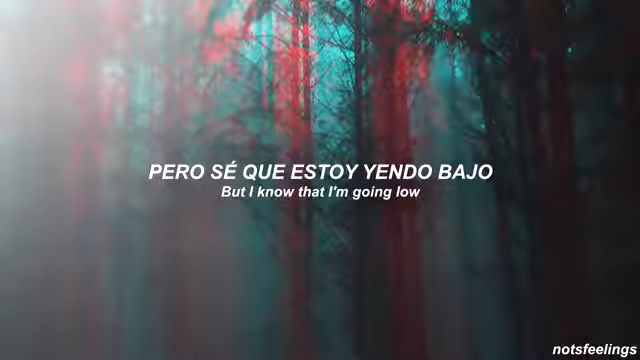 PERO SÉ QUE ESTOY YENDO BAJO
But I know that I'm going low
notsfeelings